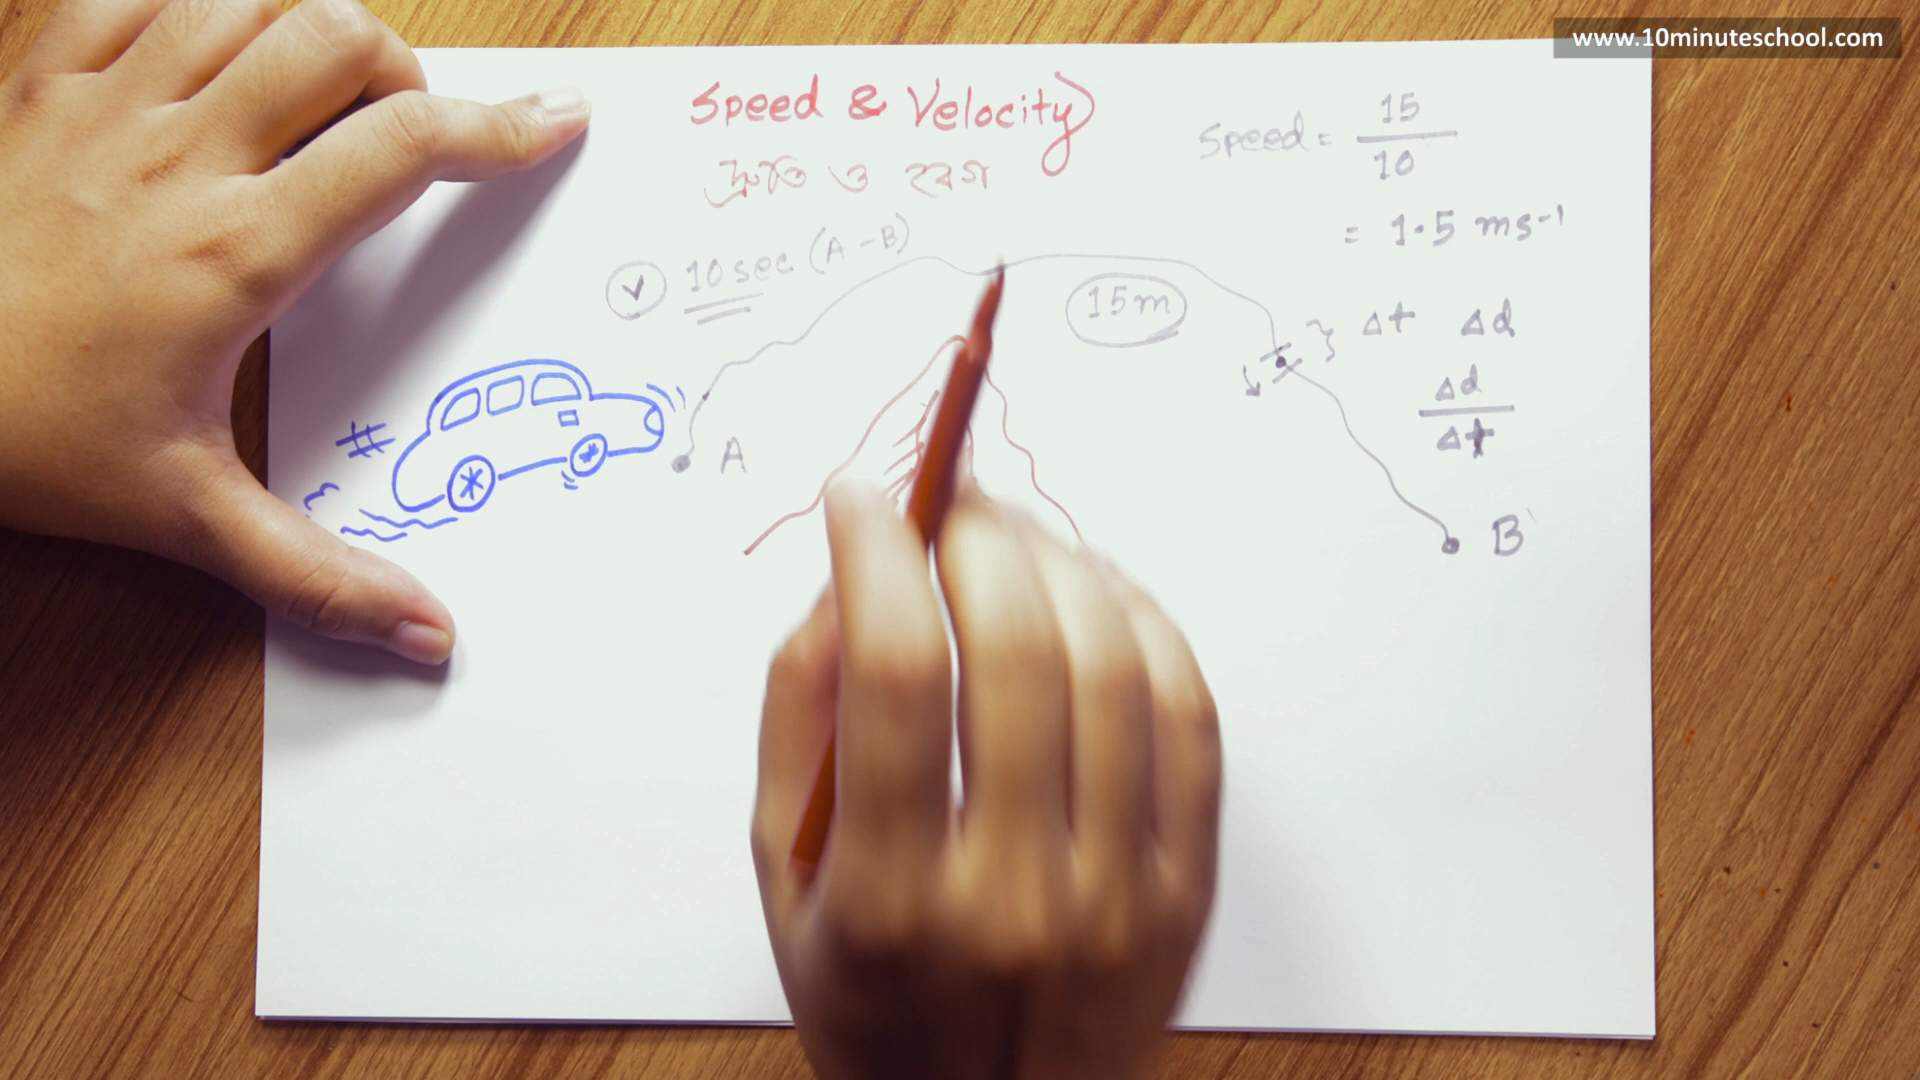 www.10minuteschool.com
Speed & Velocity
দ্রুতি ও বেগ
Speed = 15/10
= 1.5 ms⁻¹
10 sec (A - B)
15m
Δt Δd
Δd/Δt
A
B